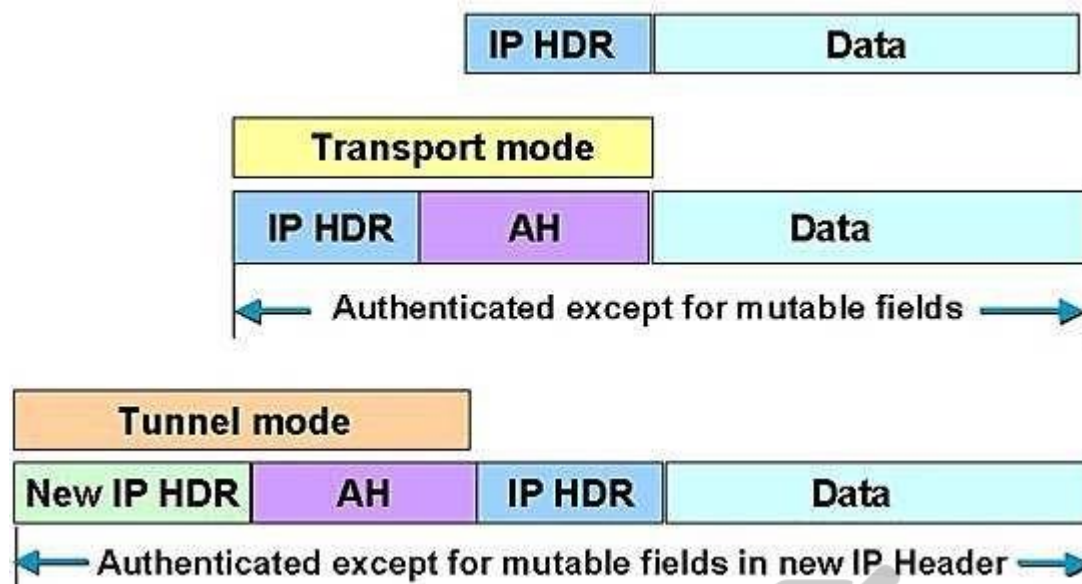 IP HDR Data
Transport mode
IP HDR AH Data
Authenticated except for mutable fields
Tunnel mode
New IP HDR AH IP HDR Data
Authenticated except for mutable fields in new IP Header